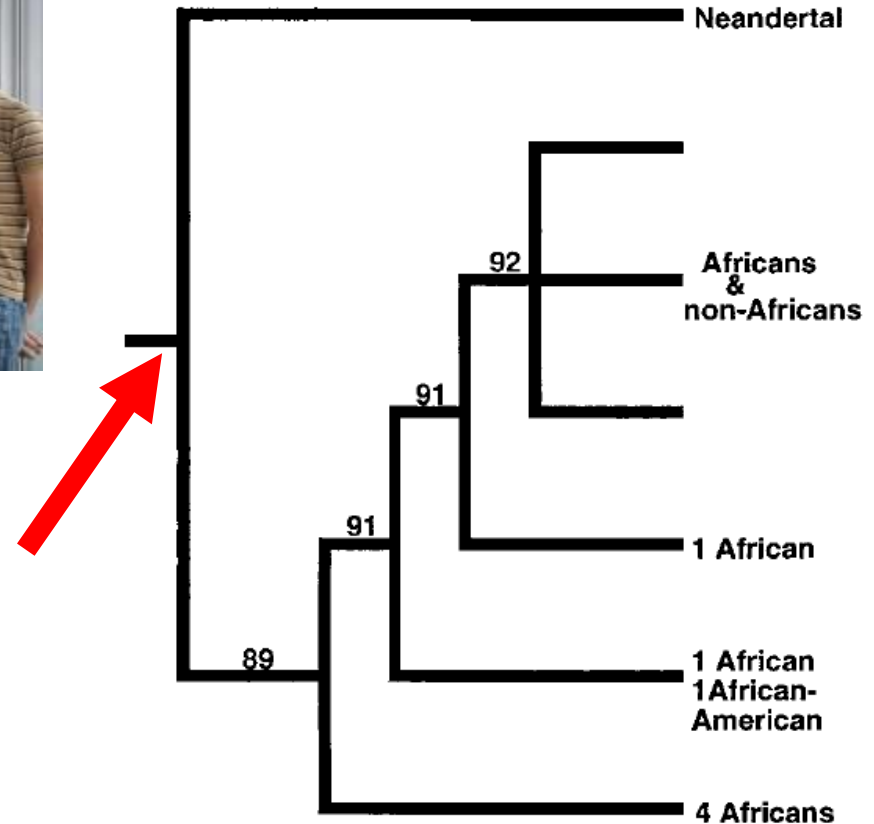 Neandertal
92
Africans
&
non-Africans
91
91
1 African
89
1 African
1African-
American
4 Africans